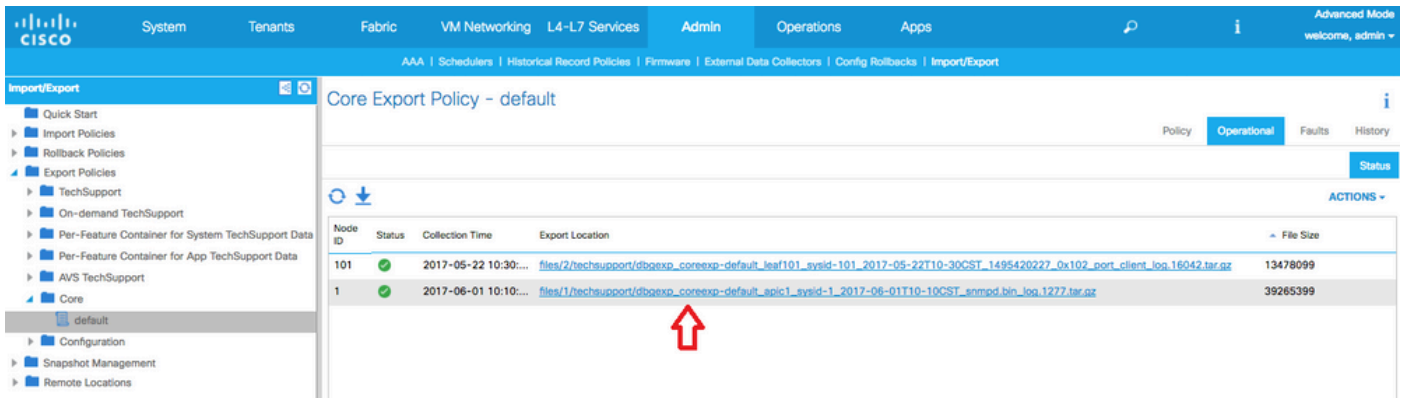 CISCO
System Tenants Fabric VM Networking L4-L7 Services Admin Operations Apps i Advanced Mode
welcome, admin
AAA | Schedulers | Historical Record Policies | Firmware | External Data Collectors | Config Rollbacks | Import/Export
Import/Export
Quick Start
Import Policies
Rollback Policies
Export Policies
TechSupport
On-demand TechSupport
Per-Feature Container for System TechSupport Data
Per-Feature Container for App TechSupport Data
AVS TechSupport
Core
default
Configuration
Snapshot Management
Remote Locations
Core Export Policy - default
i
Policy Operational Faults History
Status
ACTIONS
Node ID Status Collection Time Export Location File Size
101 2017-05-22 10:30:... files/2/techsupport/dbgexp_coreexp-default_leaf101_sysid-101_2017-05-22T10-30CST_1495420227_0x102_port_client_log.16042.tar.gz 13478099
1 2017-06-01 10:10:... files/1/techsupport/dbgexp_coreexp-default_apic1_sysid-1_2017-06-01T10-10CST_snmpd.bin_log.1277.tar.gz 39265399